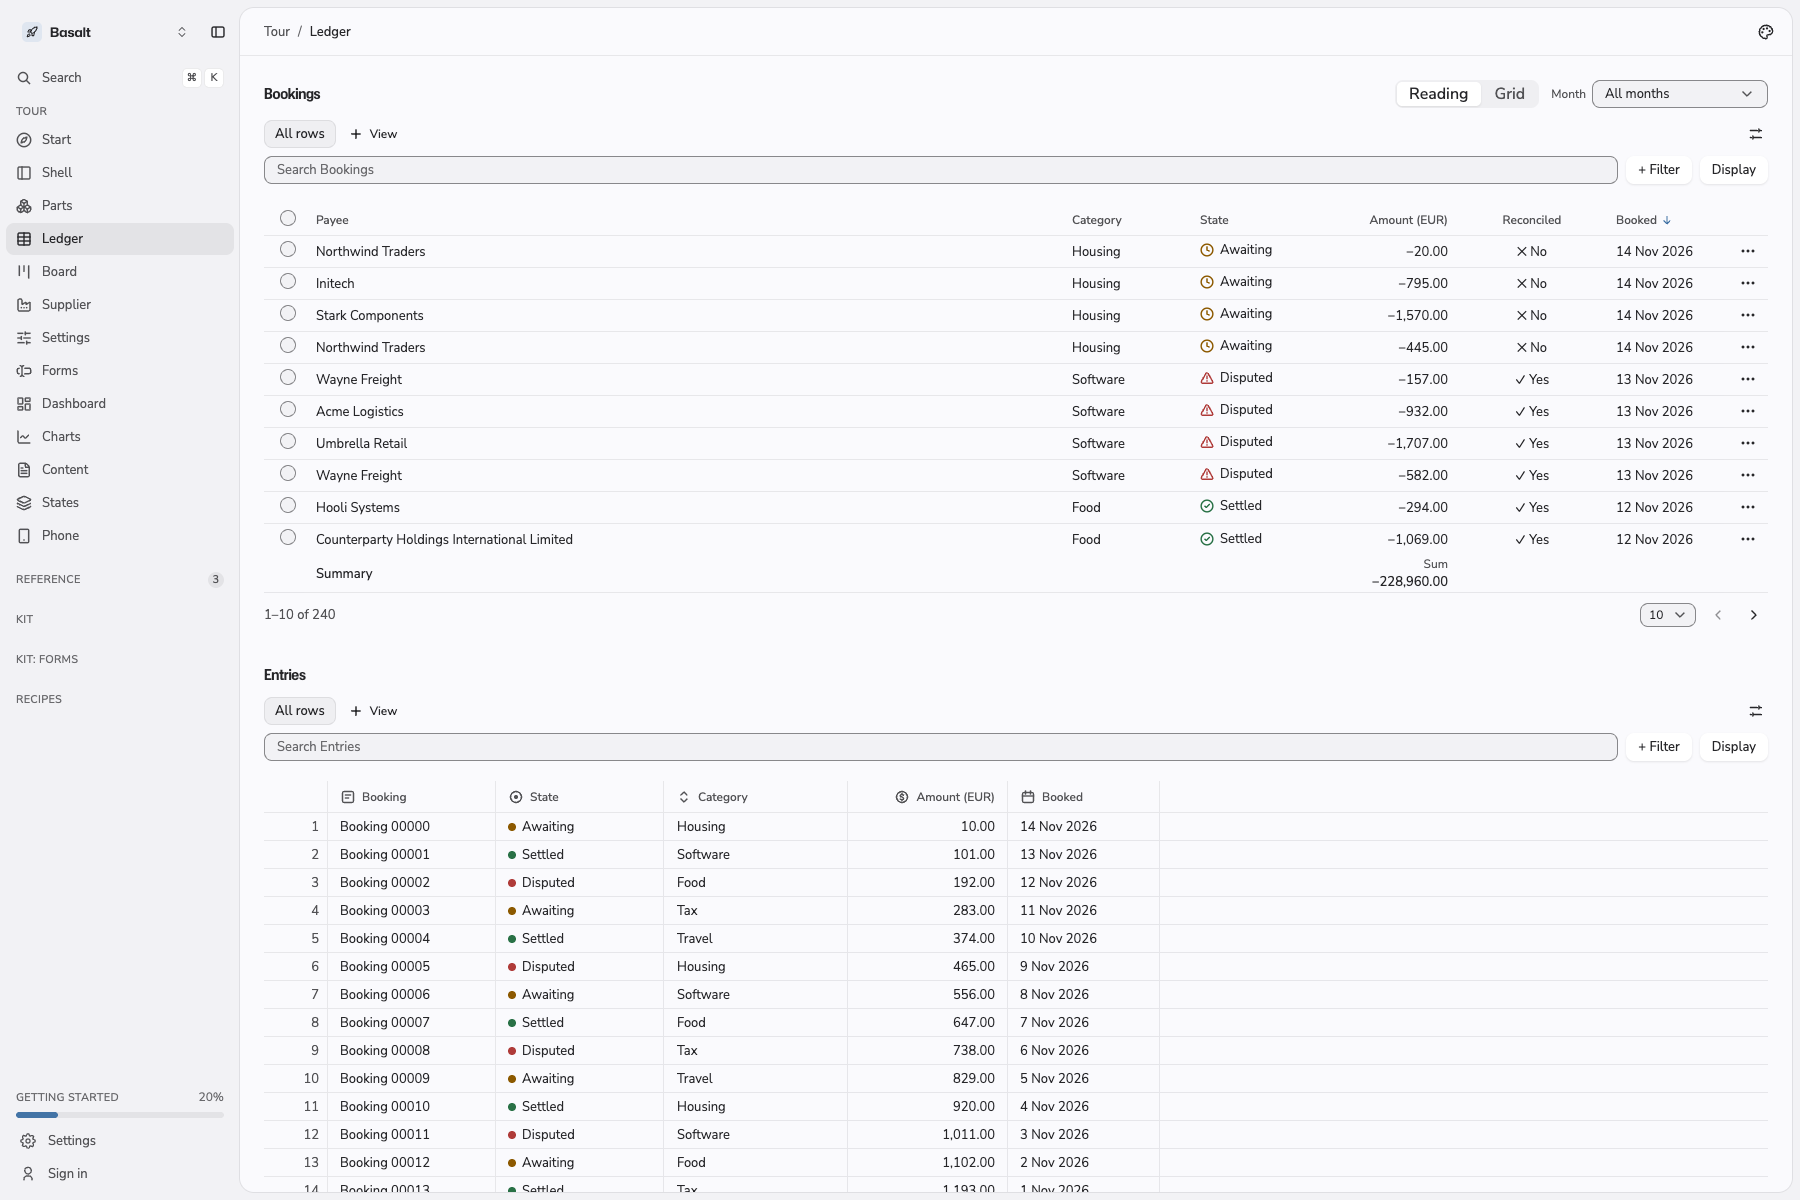 Basalt
Search ⌘ K
TOUR
Start
Shell
Parts
Ledger
Board
Supplier
Settings
Forms
Dashboard
Charts
Content
States
Phone
REFERENCE 3
KIT
KIT: FORMS
RECIPES
GETTING STARTED 20%
Settings
Sign in
Tour / Ledger
Bookings Reading Grid Month All months
All rows + View
Search Bookings + Filter Display
Payee Category State Amount (EUR) Reconciled Booked ↓
Northwind Traders Housing Awaiting −20.00 No 14 Nov 2026
Initech Housing Awaiting −795.00 No 14 Nov 2026
Stark Components Housing Awaiting −1,570.00 No 14 Nov 2026
Northwind Traders Housing Awaiting −445.00 No 14 Nov 2026
Wayne Freight Software Disputed −157.00 Yes 13 Nov 2026
Acme Logistics Software Disputed −932.00 Yes 13 Nov 2026
Umbrella Retail Software Disputed −1,707.00 Yes 13 Nov 2026
Wayne Freight Software Disputed −582.00 Yes 13 Nov 2026
Hooli Systems Food Settled −294.00 Yes 12 Nov 2026
Counterparty Holdings International Limited Food Settled −1,069.00 Yes 12 Nov 2026
Summary Sum −228,960.00
1–10 of 240 10
Entries
All rows + View
Search Entries + Filter Display
Booking State Category Amount (EUR) Booked
1 Booking 00000 Awaiting Housing 10.00 14 Nov 2026
2 Booking 00001 Settled Software 101.00 13 Nov 2026
3 Booking 00002 Disputed Food 192.00 12 Nov 2026
4 Booking 00003 Awaiting Tax 283.00 11 Nov 2026
5 Booking 00004 Settled Travel 374.00 10 Nov 2026
6 Booking 00005 Disputed Housing 465.00 9 Nov 2026
7 Booking 00006 Awaiting Software 556.00 8 Nov 2026
8 Booking 00007 Settled Food 647.00 7 Nov 2026
9 Booking 00008 Disputed Tax 738.00 6 Nov 2026
10 Booking 00009 Awaiting Travel 829.00 5 Nov 2026
11 Booking 00010 Settled Housing 920.00 4 Nov 2026
12 Booking 00011 Disputed Software 1,011.00 3 Nov 2026
13 Booking 00012 Awaiting Food 1,102.00 2 Nov 2026
14 Booking 00013 Settled Tax 1,193.00 1 Nov 2026